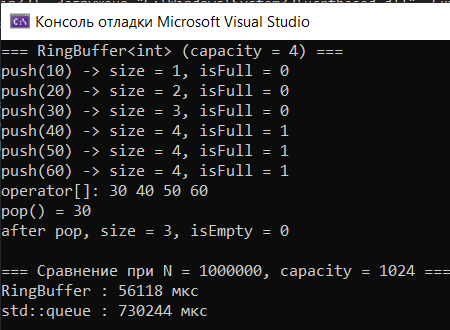 Консоль отладки Microsoft Visual Studio
=== RingBuffer<int> (capacity = 4) ===
push(10) -> size = 1, isFull = 0
push(20) -> size = 2, isFull = 0
push(30) -> size = 3, isFull = 0
push(40) -> size = 4, isFull = 1
push(50) -> size = 4, isFull = 1
push(60) -> size = 4, isFull = 1
operator[]: 30 40 50 60
pop() = 30
after pop, size = 3, isEmpty = 0
=== Сравнение при N = 1000000, capacity = 1024 ===
RingBuffer : 56118 мкс
std::queue : 730244 мкс